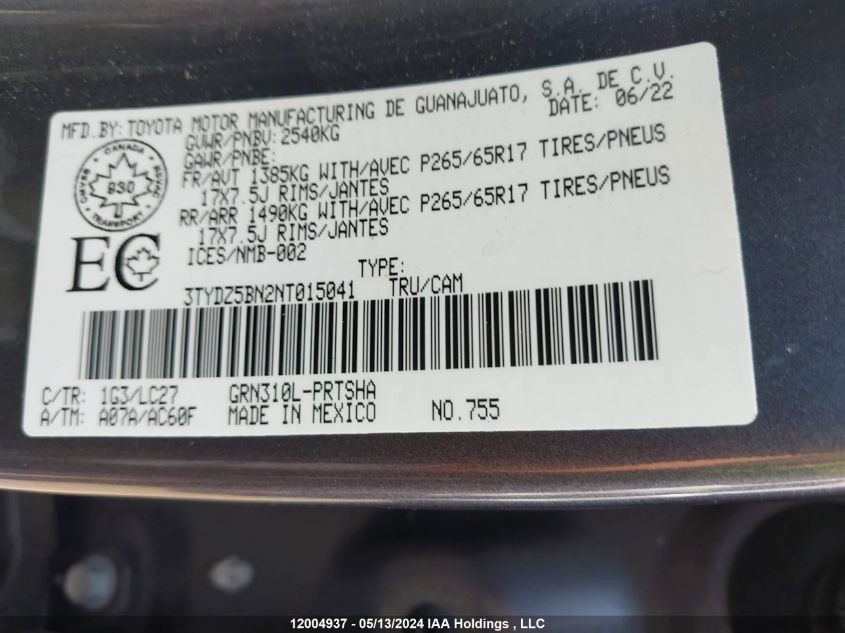 MFD.BY: TOYOTA MOTOR MANUFACTURING DE GUANAJUATO, S.A. DE C.V.
GVWR/PNBV: 2540KG DATE: 06/22
GAWR/PNBE:
FR/AVT 1385KG WITH/AVEC P265/65R17 TIRES/PNEUS
17X7.5J RIMS/JANTES
RR/ARR 1490KG WITH/AVEC P265/65R17 TIRES/PNEUS
17X7.5J RIMS/JANTES
ICES/NMB-002
CANADA
930
TRANSPORT
EC
TYPE:
3TYDZ5BN2NT015041 TRU/CAM
C/TR: 1G3/LC27 GRN310L-PRTSHA
A/TM: A07A/AC60F MADE IN MEXICO NO.755
12004937 - 05/13/2024 IAA Holdings , LLC